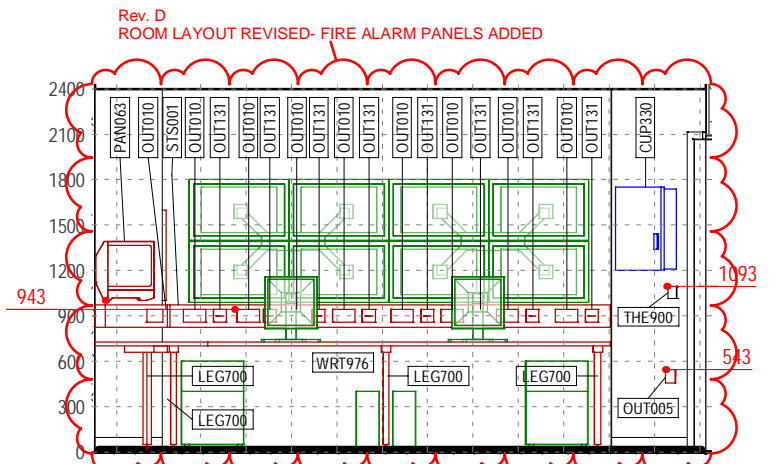 Rev. D
ROOM LAYOUT REVISED- FIRE ALARM PANELS ADDED
2400
2100
1800
1500
1200
900
600
300
0
PAN063
OUT010
STS001
OUT010
OUT131
OUT010
OUT131
OUT010
OUT131
OUT010
OUT131
OUT010
OUT131
OUT010
OUT131
OUT010
OUT131
OUT010
OUT131
CUP330
943
1093
THE900
543
OUT005
WRT976
LEG700
LEG700
LEG700
LEG700